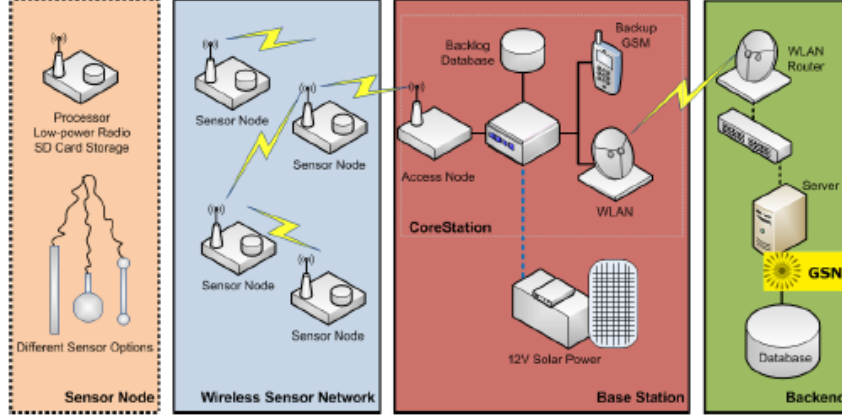 Processor
Low-power Radio
SD Card Storage
Different Sensor Options
Sensor Node
Sensor Node
Sensor Node
Sensor Node
Sensor Node
Wireless Sensor Network
Backlog
Database
Backup
GSM
Access Node
WLAN
CoreStation
12V Solar Power
Base Station
WLAN
Router
Server
GSN
Database
Backend